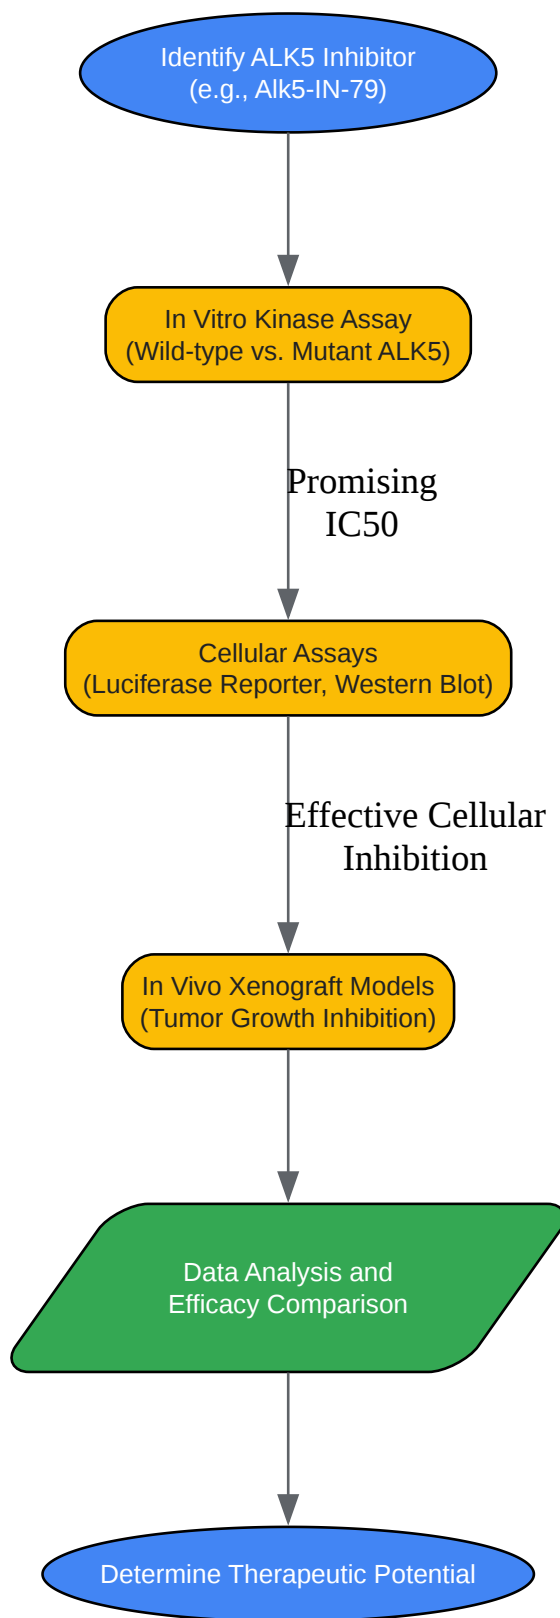 Identify ALK5 Inhibitor
(e.g., Alk5-IN-79)
In Vitro Kinase Assay
(Wild-type vs. Mutant ALK5)
Promising
IC50
Cellular Assays
(Luciferase Reporter, Western Blot)
Effective Cellular
Inhibition
In Vivo Xenograft Models
(Tumor Growth Inhibition)
Data Analysis and
Efficacy Comparison
Determine Therapeutic Potential